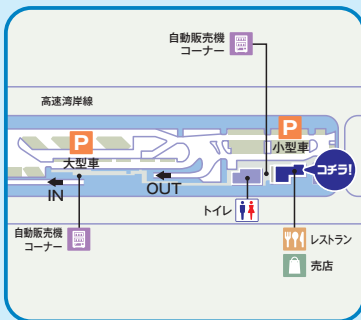 自動販売機
コーナー
高速湾岸線
P
P
小型車
大型車
コチラ!
IN
OUT
トイレ
自動販売機
コーナー
レストラン
売店